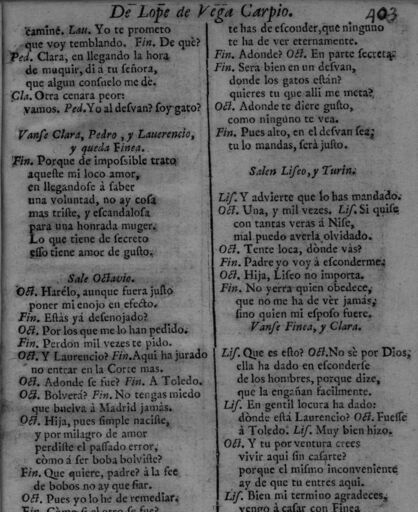 De Lope de Vega Carpio. 403
camine. Lau. Yo te prometo
que voy temblando. Fin. De què?
Ped. Clara, en llegando la hora
de muquir, di à tu señora,
que algun consuelo me dè.
Cla. Otra cenara peor:
vamos. Ped. Yo al desvan? soy gato?
Vanse Clara, Pedro, y Laurencio,
y queda Finea.
Fin. Porque de impossible trato
aqueste mi loco amor,
en llegandose à saber
una voluntad, no ay cosa
mas triste, y escandalosa
para una honrada muger.
Lo que tiene de secreto
esso tiene amor de gusto.
Sale Octavio.
Oct. Harèlo, aunque fuera justo
poner mi enojo en efecto.
Fin. Estàs yà desenojado?
Oct. Por los que me lo han pedido.
Fin. Perdon mil vezes te pido.
Oct. Y Laurencio? Fin. Aqui ha jurado
no entrar en la Corte mas.
Oct. Adonde se fue? Fin. A Toledo.
Oct. Bolverà? Fin. No tengas miedo
que buelva à Madrid jamàs.
Oct. Hija, pues simple naciste,
y por milagro de amor
perdiste el passado error,
còmo à ser boba bolviste?
Fin. Que quiere, padre? à la fee
de bobos no ay que fiar.
Oct. Pues yo lo he de remediar.
Fin. Còmo si el otro se fue?
te has de esconder, que ninguno
te ha de ver eternamente.
Fin. Adonde? Oct. En parte secreta.
Fin. Serà bien en un desvan,
donde los gatos estàn?
quieres tu que alli me meta?
Oct. Adonde te diere gusto,
como ninguno te vea.
Fin. Pues alto, en el desvan sea;
tu lo mandas, serà justo.
Salen Liseo, y Turin.
Lis. Y advierte que lo has mandado.
Oct. Una, y mil vezes. Lis. Si quise
con tantas veras à Nise,
mal puedo averla olvidado.
Oct. Tente loca, dònde vàs?
Fin. Padre yo voy à esconderme.
Oct. Hija, Liseo no importa.
Fin. No yerra quien obedece,
que no me ha de vèr jamàs,
sino quien mi esposo fuere.
Vanse Finea, y Clara.
Lis. Que es esto? Oct. No sè por Dios;
ella ha dado en esconderse
de los hombres, porque dize,
que la engañan facilmente.
Lis. En gentil locura ha dado:
dònde està Laurencio? Oct. Fuesse
à Toledo. Lis. Muy bien hizo.
Oct. Y tu por ventura crees
vivir aqui sin casarte?
porque el mismo inconveniente
ay de que tu entres aqui.
Lis. Bien mi termino agradeces,
vengo à casar con Finea